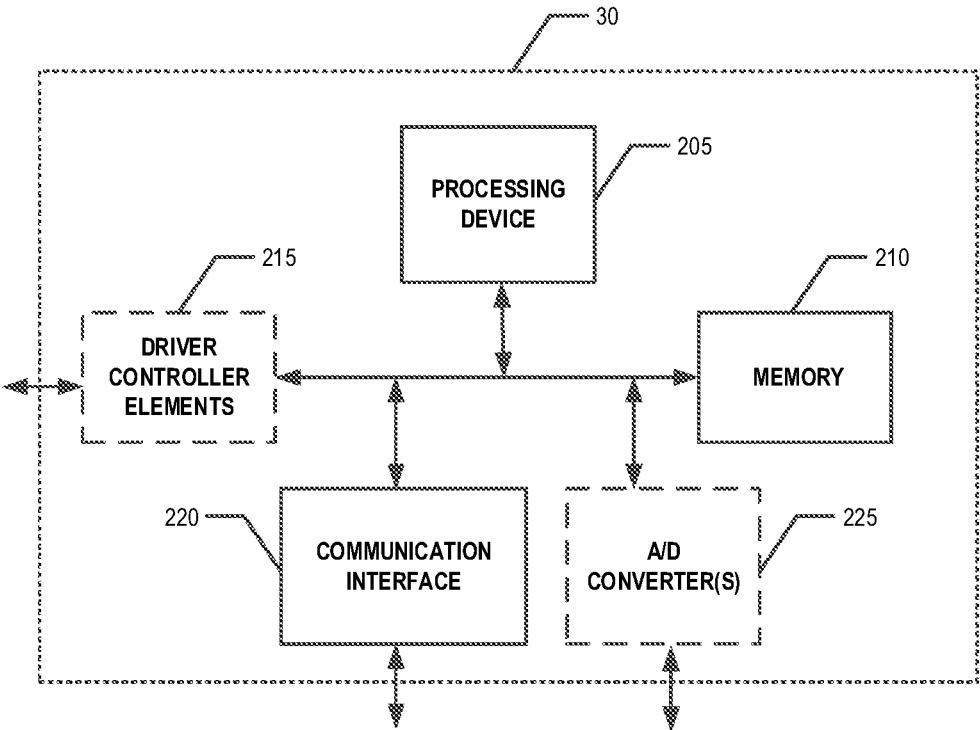 30
PROCESSING
DEVICE
205
215
DRIVER
CONTROLLER
ELEMENTS
210
MEMORY
220
COMMUNICATION
INTERFACE
A/D
CONVERTER(S)
225